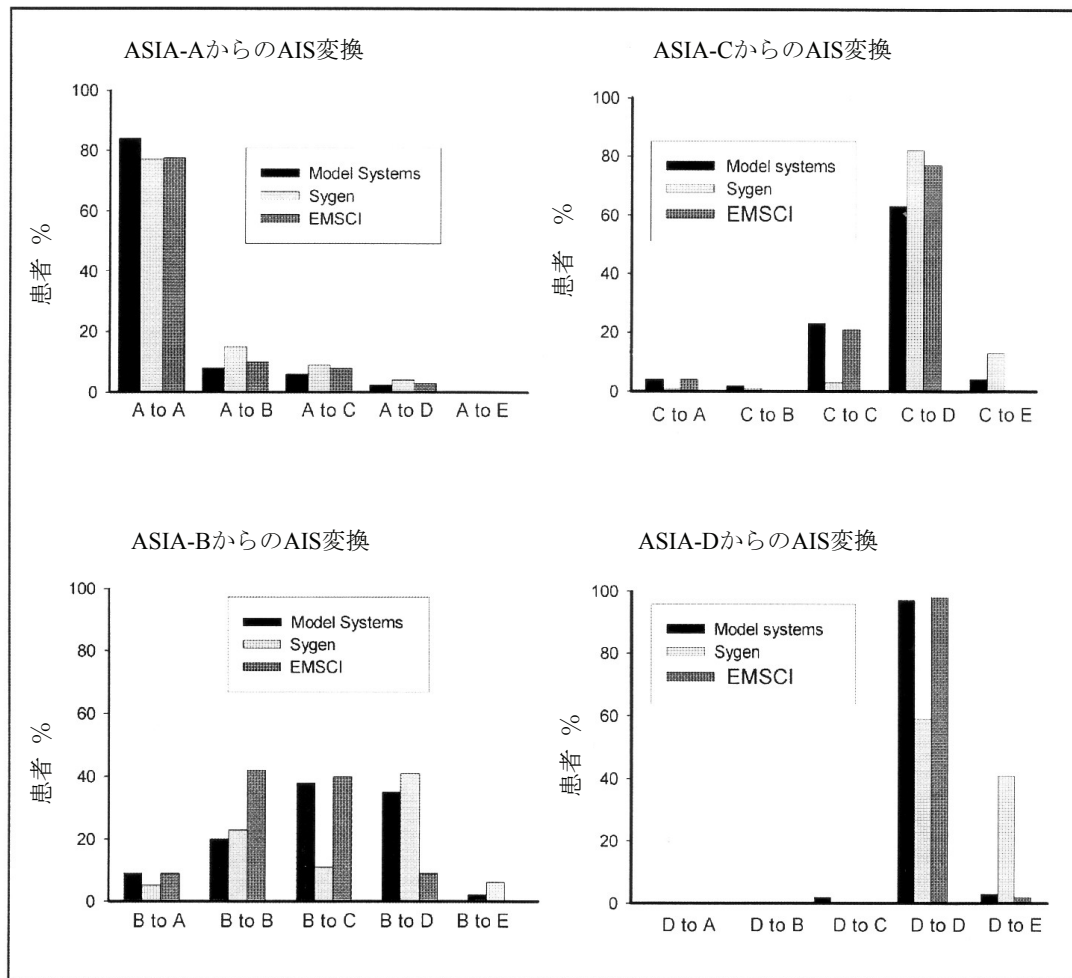 ASIA-AからのAIS変換
100
80
60
40
20
0
患者 %
Model Systems
Sygen
EMSCI
A to A
A to B
A to C
A to D
A to E
ASIA-CからのAIS変換
100
80
60
40
20
0
患者 %
Model systems
Sygen
EMSCI
C to A
C to B
C to C
C to D
C to E
ASIA-BからのAIS変換
100
80
60
40
20
0
患者 %
Model Systems
Sygen
EMSCI
B to A
B to B
B to C
B to D
B to E
ASIA-DからのAIS変換
100
80
60
40
20
0
患者 %
Model systems
Sygen
EMSCI
D to A
D to B
D to C
D to D
D to E